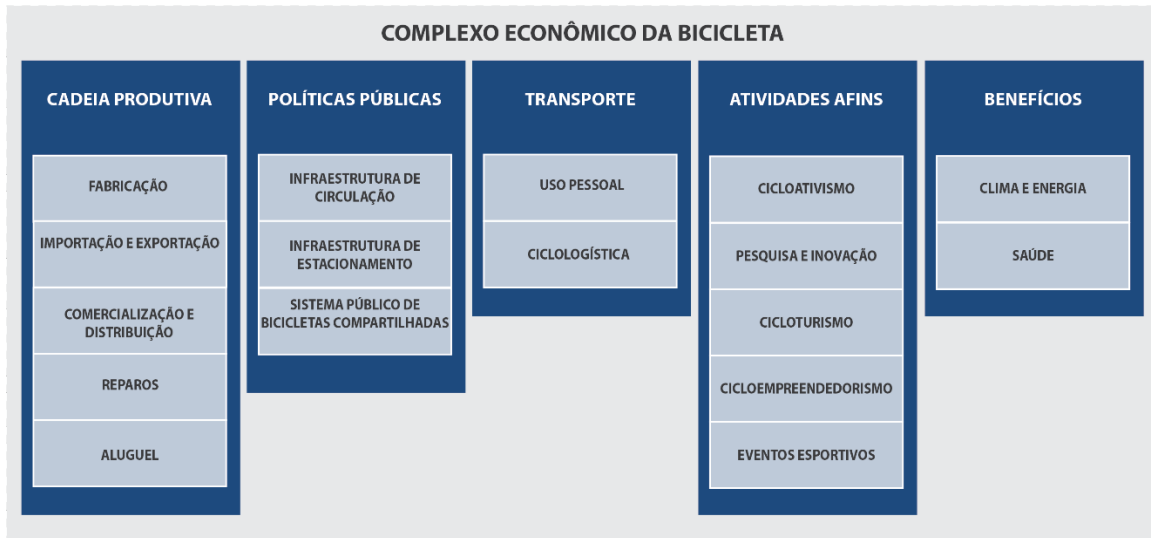 COMPLEXO ECONÔMICO DA BICICLETA
CADEIA PRODUTIVA
FABRICAÇÃO
IMPORTAÇÃO E EXPORTAÇÃO
COMERCIALIZAÇÃO E
DISTRIBUIÇÃO
REPAROS
ALUGUEL
POLÍTICAS PÚBLICAS
INFRAESTRUTURA DE
CIRCULAÇÃO
INFRAESTRUTURA DE
ESTACIONAMENTO
SISTEMA PÚBLICO DE
BICICLETAS COMPARTILHADAS
TRANSPORTE
USO PESSOAL
CICLOLOGÍSTICA
ATIVIDADES AFINS
CICLOATIVISMO
PESQUISA E INOVAÇÃO
CICLOTURISMO
CICLOEMPREENDEDORISMO
EVENTOS ESPORTIVOS
BENEFÍCIOS
CLIMA E ENERGIA
SAÚDE